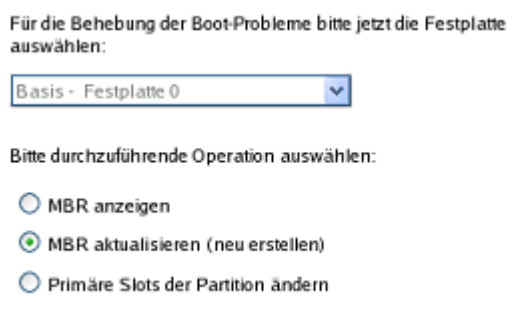 Für die Behebung der Boot-Probleme bitte jetzt die Festplatte
auswählen:
Basis - Festplatte 0
Bitte durchzuführende Operation auswählen:
MBR anzeigen
MBR aktualisieren (neu erstellen)
Primäre Slots der Partition ändern